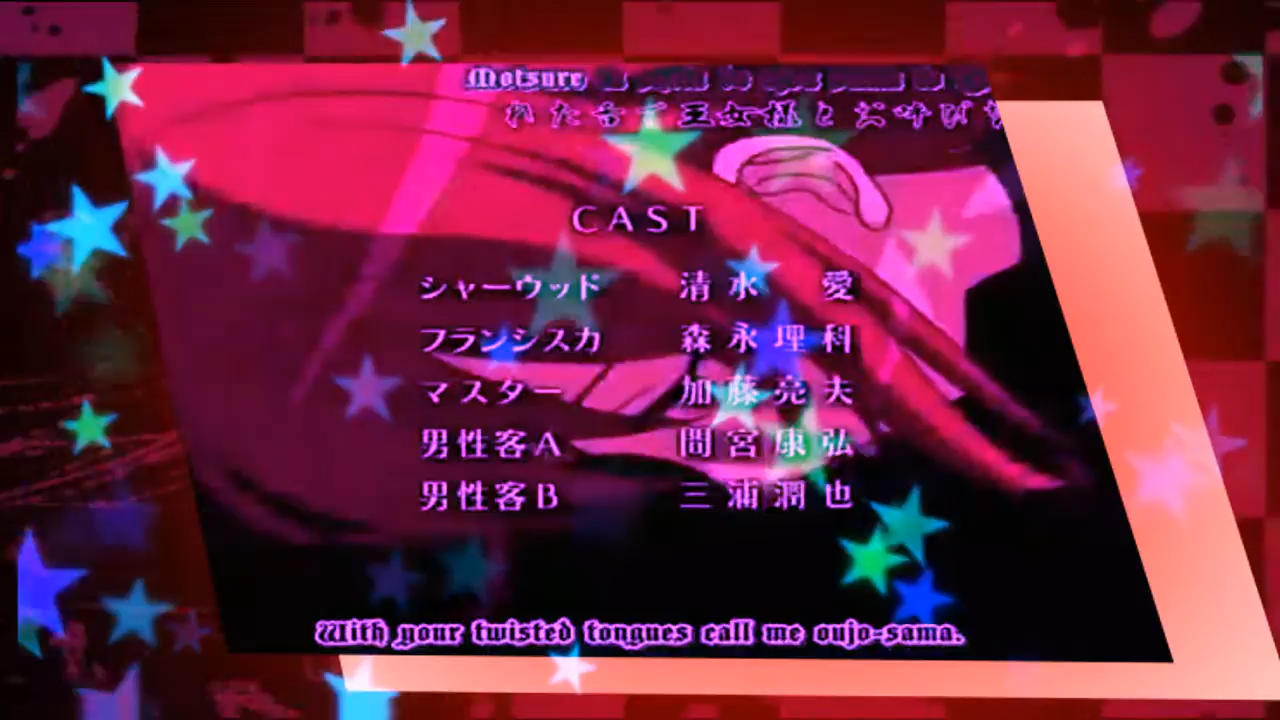 Motsure
れた舌で王女様とお呼び
CAST
シャーウッド 清水 愛
フランシスカ 森永理科
マスター 加藤亮夫
男性客A 間宮康弘
男性客B 三浦潤也
With your twisted tongues call me oujo-sama.